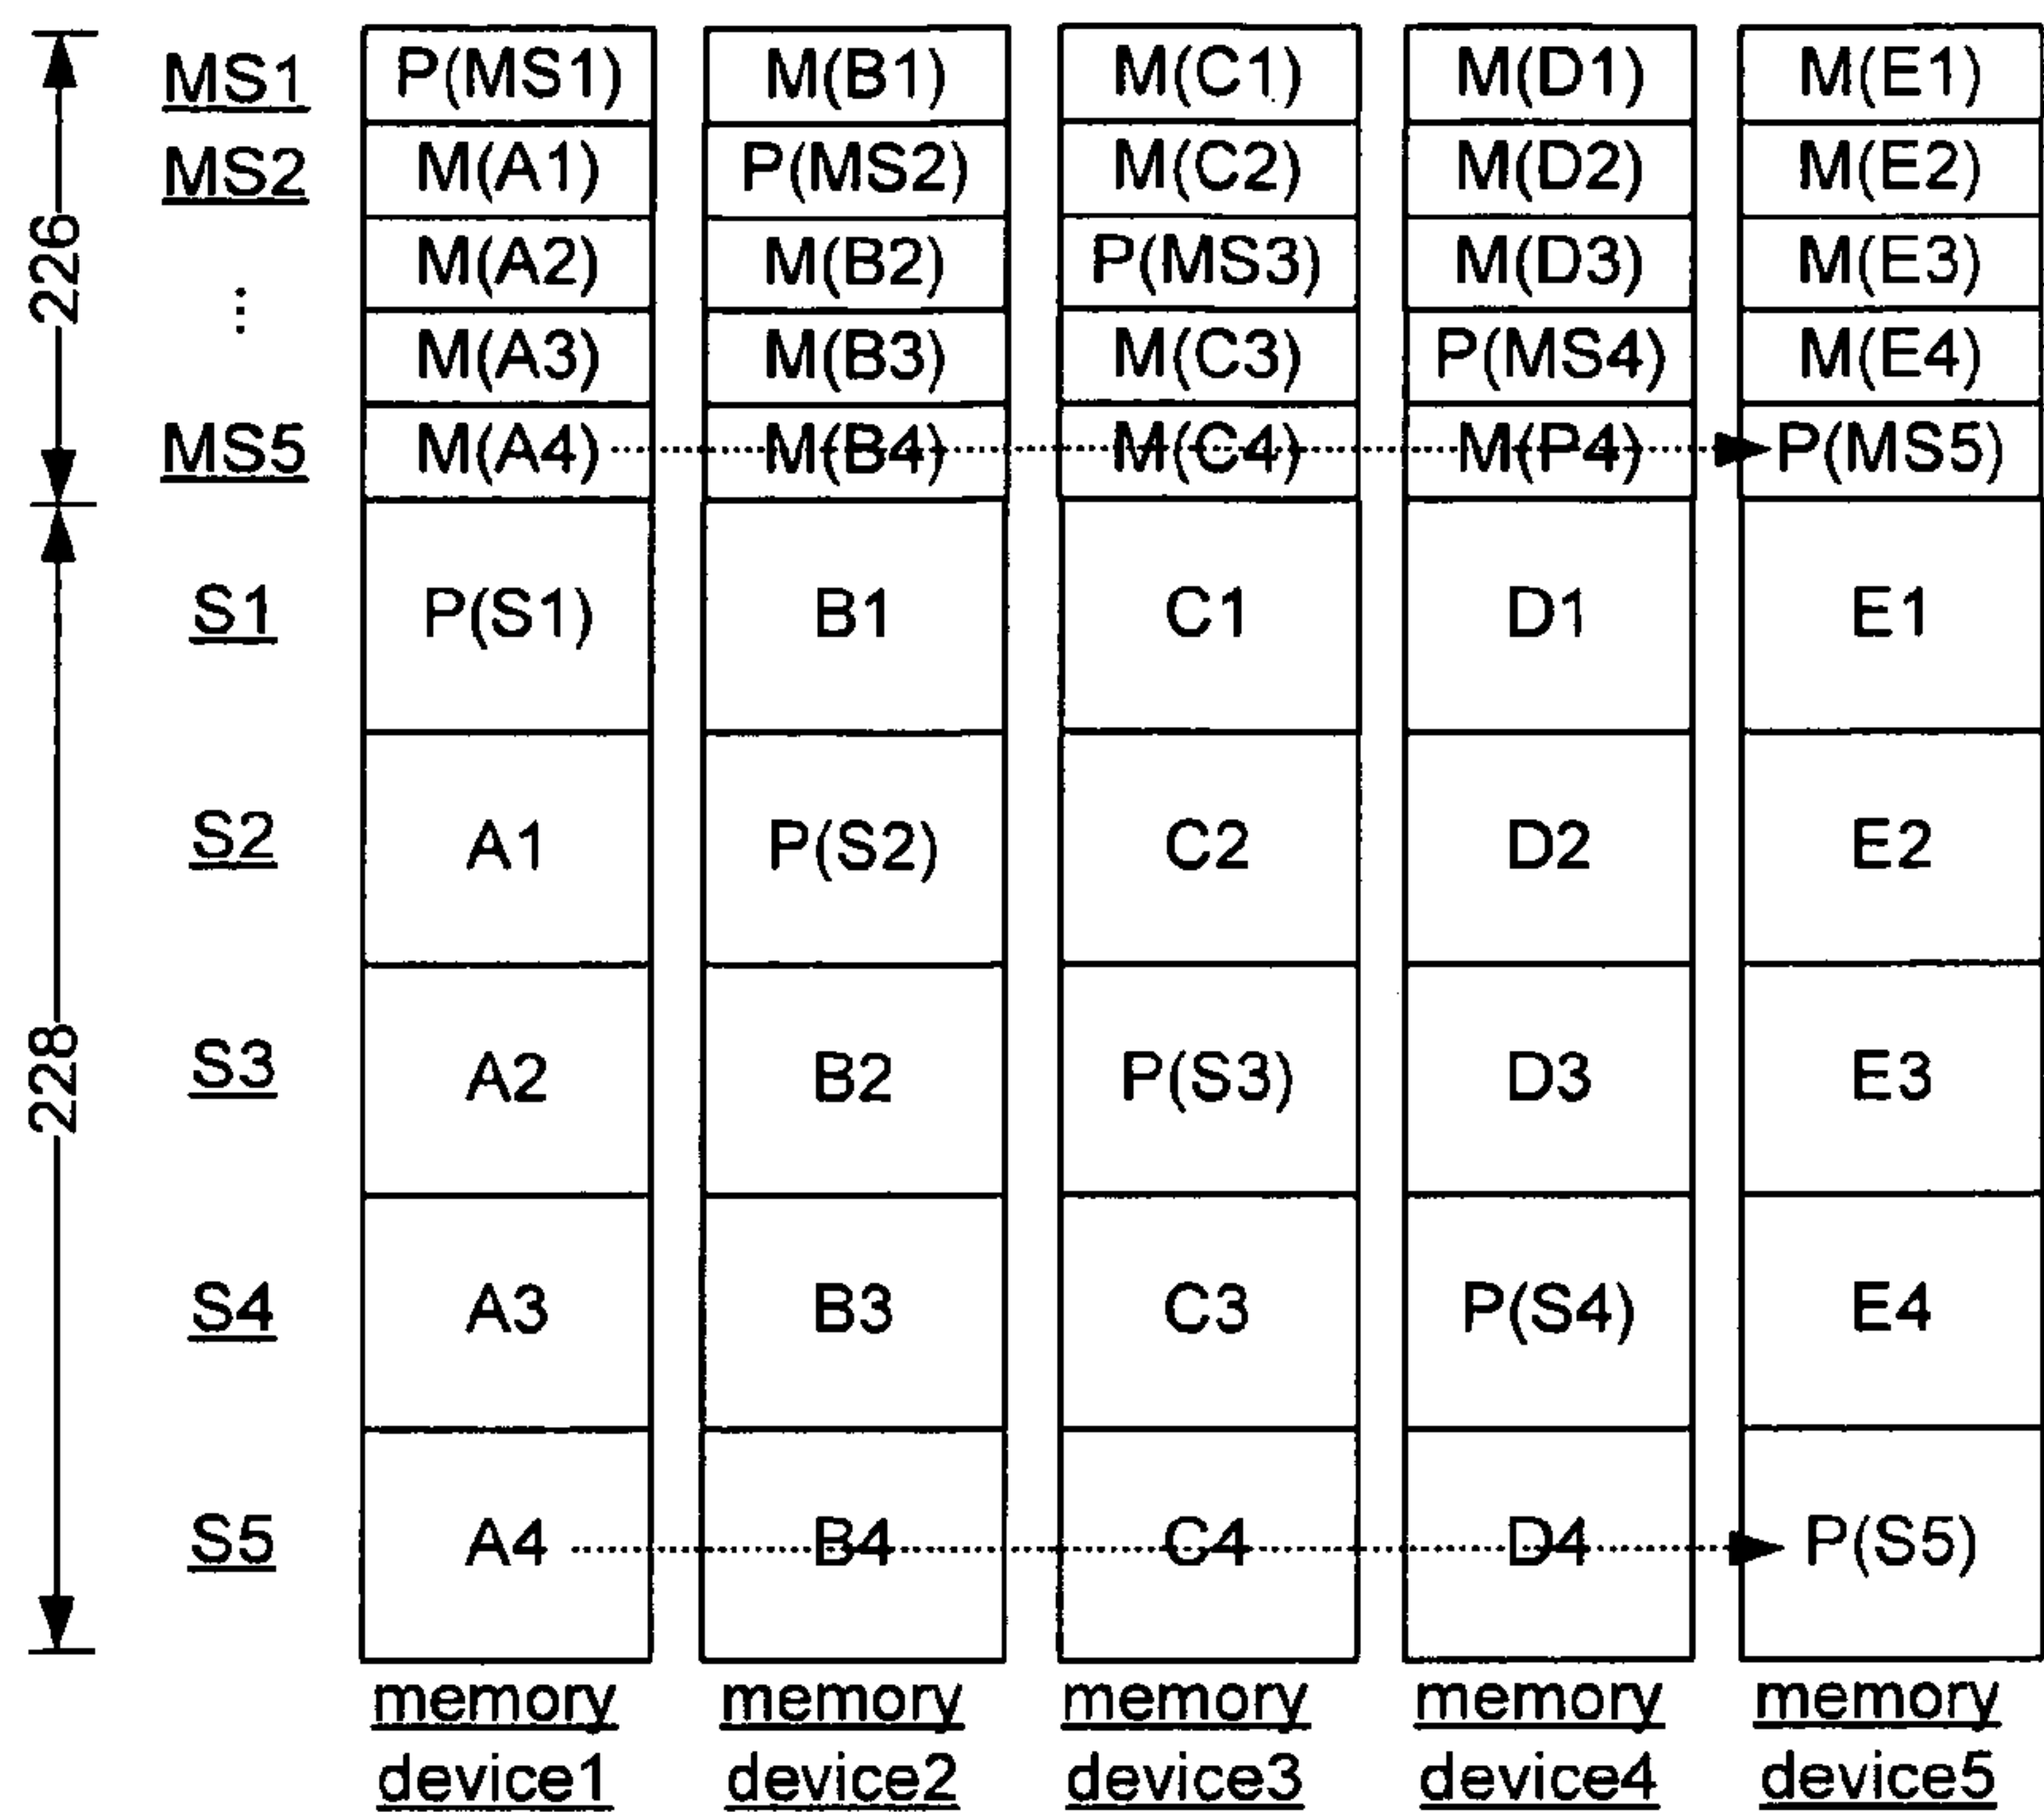 MS1 P(MS1) M(B1) M(C1) M(D1) M(E1)
MS2 M(A1) P(MS2) M(C2) M(D2) M(E2)
226 ⋮ M(A2) M(B2) P(MS3) M(D3) M(E3)
M(A3) M(B3) M(C3) P(MS4) M(E4)
MS5 M(A4) M(B4) M(C4) M(P4) P(MS5)
S1 P(S1) B1 C1 D1 E1
S2 A1 P(S2) C2 D2 E2
228 S3 A2 B2 P(S3) D3 E3
S4 A3 B3 C3 P(S4) E4
S5 A4 B4 C4 D4 P(S5)
memory memory memory memory memory
device1 device2 device3 device4 device5